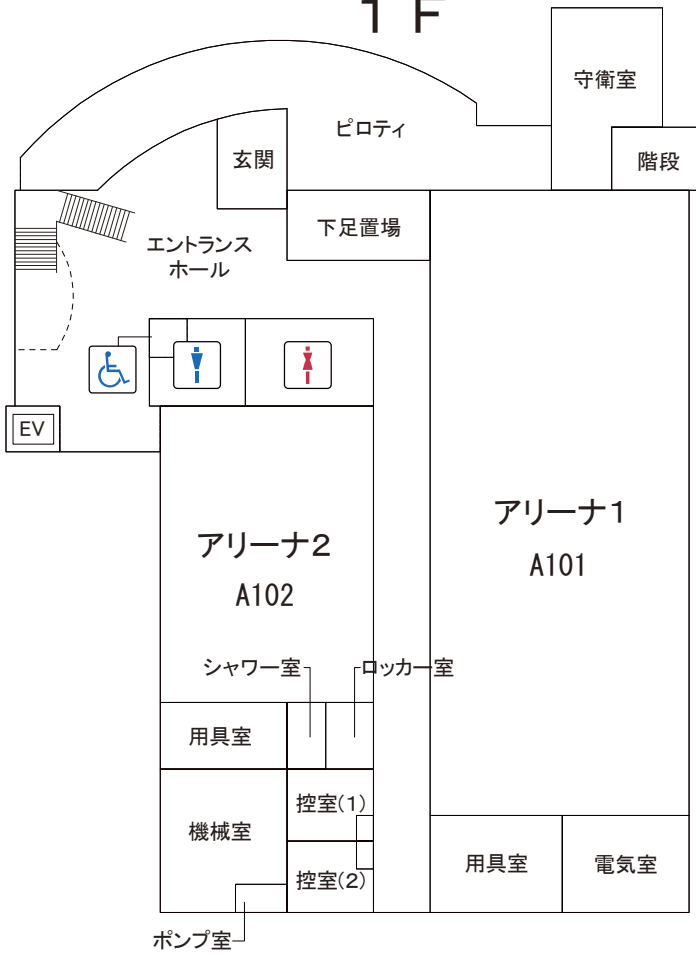 1 F
守衛室
ピロティ
玄関
階段
下足置場
エントランス
ホール
EV
アリーナ1
A101
アリーナ2
A102
シャワー室
ロッカー室
用具室
控室(1)
機械室
控室(2)
用具室
電気室
ポンプ室